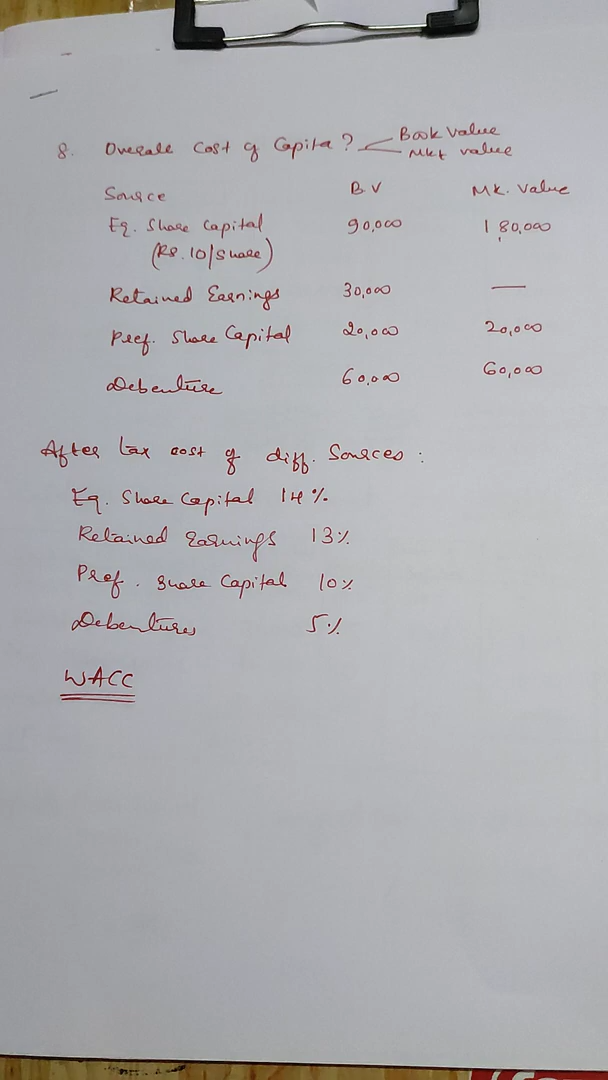 8. Overall Cost of Capital? Book Value
Mkt value
Source B.V Mk. Value
Eq. Share Capital 90,000 180,000
(Rs. 10/Share)
Retained Earnings 30,000 —
Pref. Share Capital 20,000 20,000
Debenture 60,000 60,000
After tax cost of diff. Sources :
Eq. Share Capital 14%
Retained Earnings 13%
Pref. Share Capital 10%
Debentures 5%
WACC